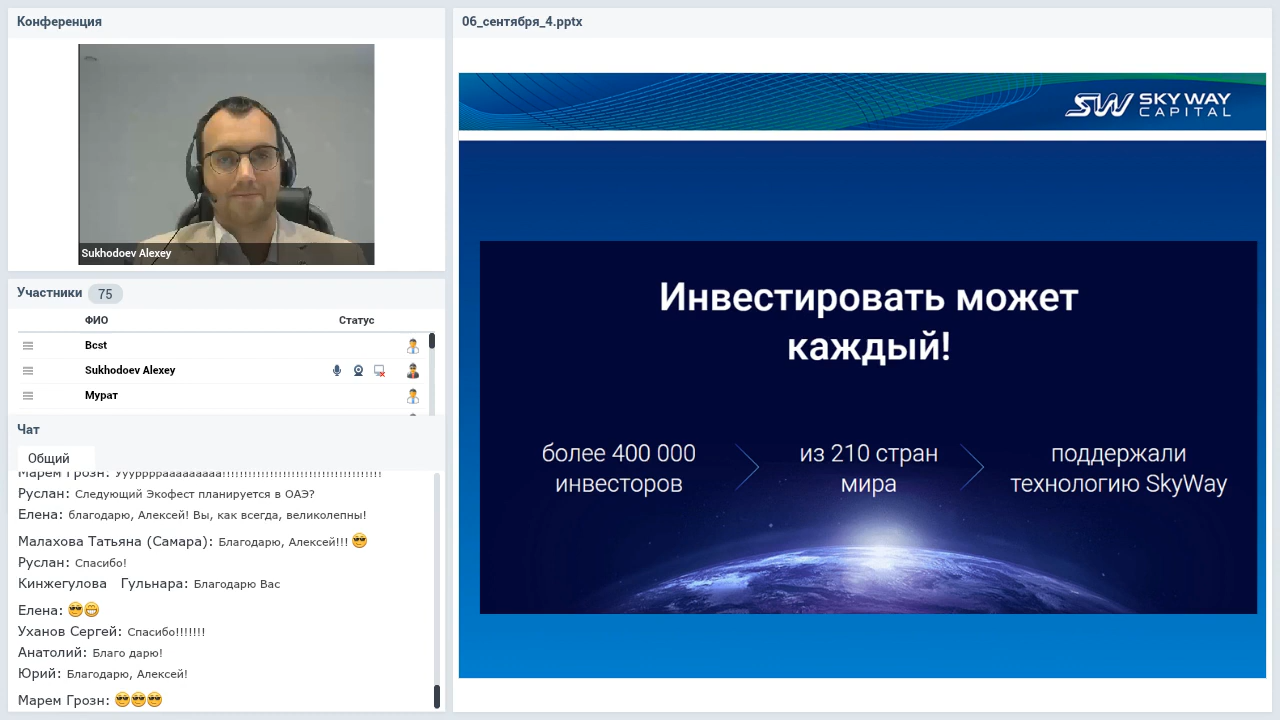 Конференция
Sukhodoev Alexey
Участники 75
ФИО Статус
Bcst
Sukhodoev Alexey
Мурат
Чат
Общий
Марем Грозн: Уууррррааааааааа!!!!!!!!!!!!!!!!!!!!!!!!!!!!!!!!!!!!!
Руслан: Следующий Экофест планируется в ОАЭ?
Елена: благодарю, Алексей! Вы, как всегда, великолепны!
Малахова Татьяна (Самара): Благодарю, Алексей!!! 😎
Руслан: Спасибо!
Кинжегулова Гульнара: Благодарю Вас
Елена: 😎😁
Уханов Сергей: Спасибо!!!!!!!
Анатолий: Благо дарю!
Юрий: Благодарю, Алексей!
Марем Грозн: 😎😎😎
06_сентября_4.pptx
SW SKY WAY
CAPITAL
Инвестировать может
каждый!
более 400 000
инвесторов
из 210 стран
мира
поддержали
технологию SkyWay